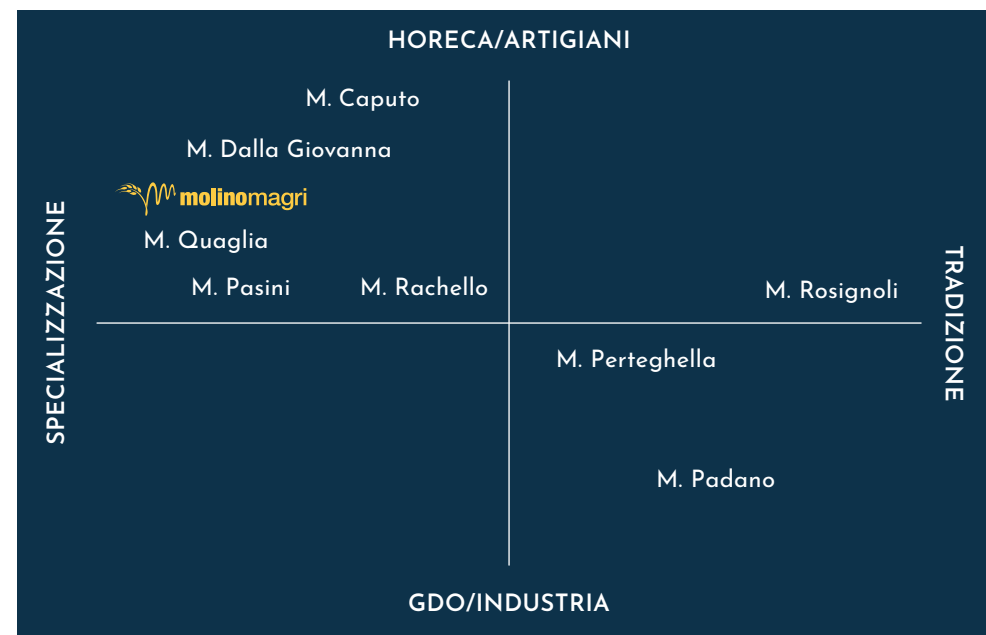 HORECA/ARTIGIANI
M. Caputo
M. Dalla Giovanna
molinomagri
M. Quaglia
M. Pasini
M. Rachello
M. Rosignoli
SPECIALIZZAZIONE
TRADIZIONE
M. Perteghella
M. Padano
GDO/INDUSTRIA